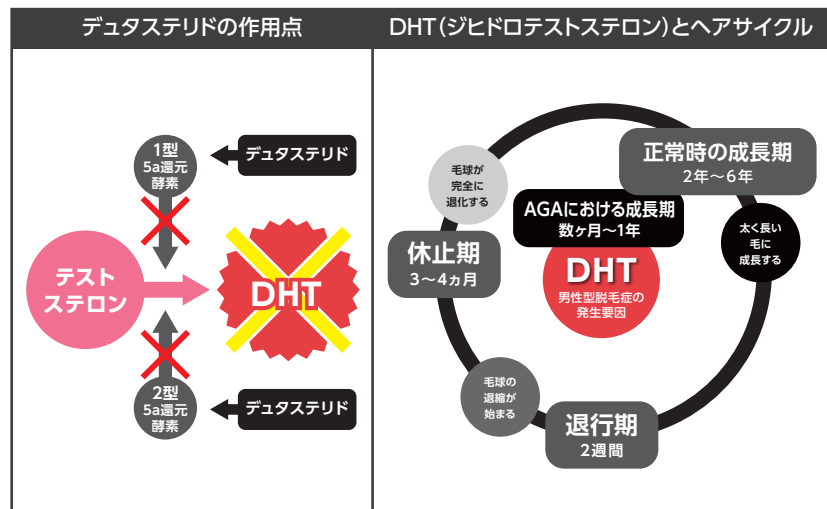 デュタステリドの作用点
1型
5a還元
酵素
デュタステリド
テスト
ステロン
DHT
2型
5a還元
酵素
デュタステリド
DHT(ジヒドロテストステロン)とヘアサイクル
正常時の成長期
2年〜6年
毛球が
完全に
退化する
AGAにおける成長期
数ヶ月〜1年
太く長い
毛に
成長する
休止期
3〜4ヵ月
DHT
男性型脱毛症の
発生要因
毛球の
退縮が
始まる
退行期
2週間